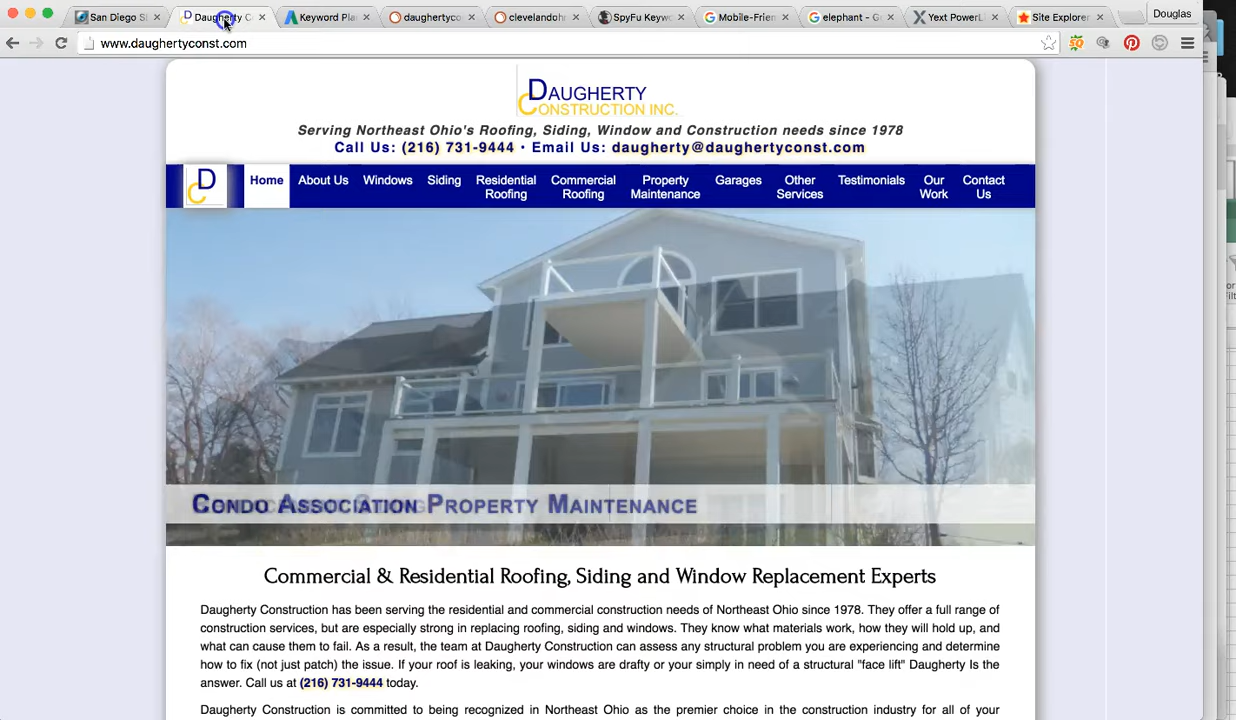 San Diego S
Daugherty C
Keyword Pla
daughertyco
clevelandoh
SpyFu Keyw
Mobile-Frien
elephant - G
Yext PowerL
Site Explorer
Douglas
www.daughertyconst.com
DAUGHERTY
CONSTRUCTION INC.
Serving Northeast Ohio's Roofing, Siding, Window and Construction needs since 1978
Call Us: (216) 731-9444 • Email Us: daugherty@daughertyconst.com
DC
Home
About Us
Windows
Siding
Residential Roofing
Commercial Roofing
Property Maintenance
Garages
Other Services
Testimonials
Our Work
Contact Us
CONDO ASSOCIATION PROPERTY MAINTENANCE
Commercial & Residential Roofing, Siding and Window Replacement Experts
Daugherty Construction has been serving the residential and commercial construction needs of Northeast Ohio since 1978. They offer a full range of
construction services, but are especially strong in replacing roofing, siding and windows. They know what materials work, how they will hold up, and
what can cause them to fail. As a result, the team at Daugherty Construction can assess any structural problem you are experiencing and determine
how to fix (not just patch) the issue. If your roof is leaking, your windows are drafty or your simply in need of a structural "face lift" Daugherty Is the
answer. Call us at (216) 731-9444 today.
Daugherty Construction is committed to being recognized in Northeast Ohio as the premier choice in the construction industry for all of your